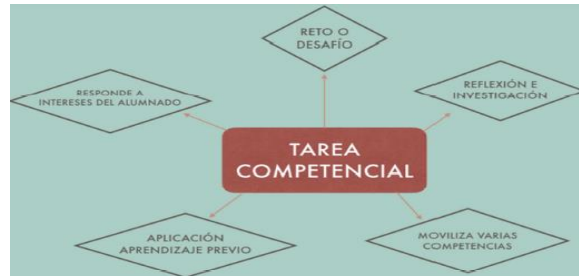 RETO O
DESAFÍO
RESPONDE A
INTERESES DEL ALUMNADO
REFLEXIÓN E
INVESTIGACIÓN
TAREA
COMPETENCIAL
APLICACIÓN
APRENDIZAJE PREVIO
MOVILIZA VARIAS
COMPETENCIAS